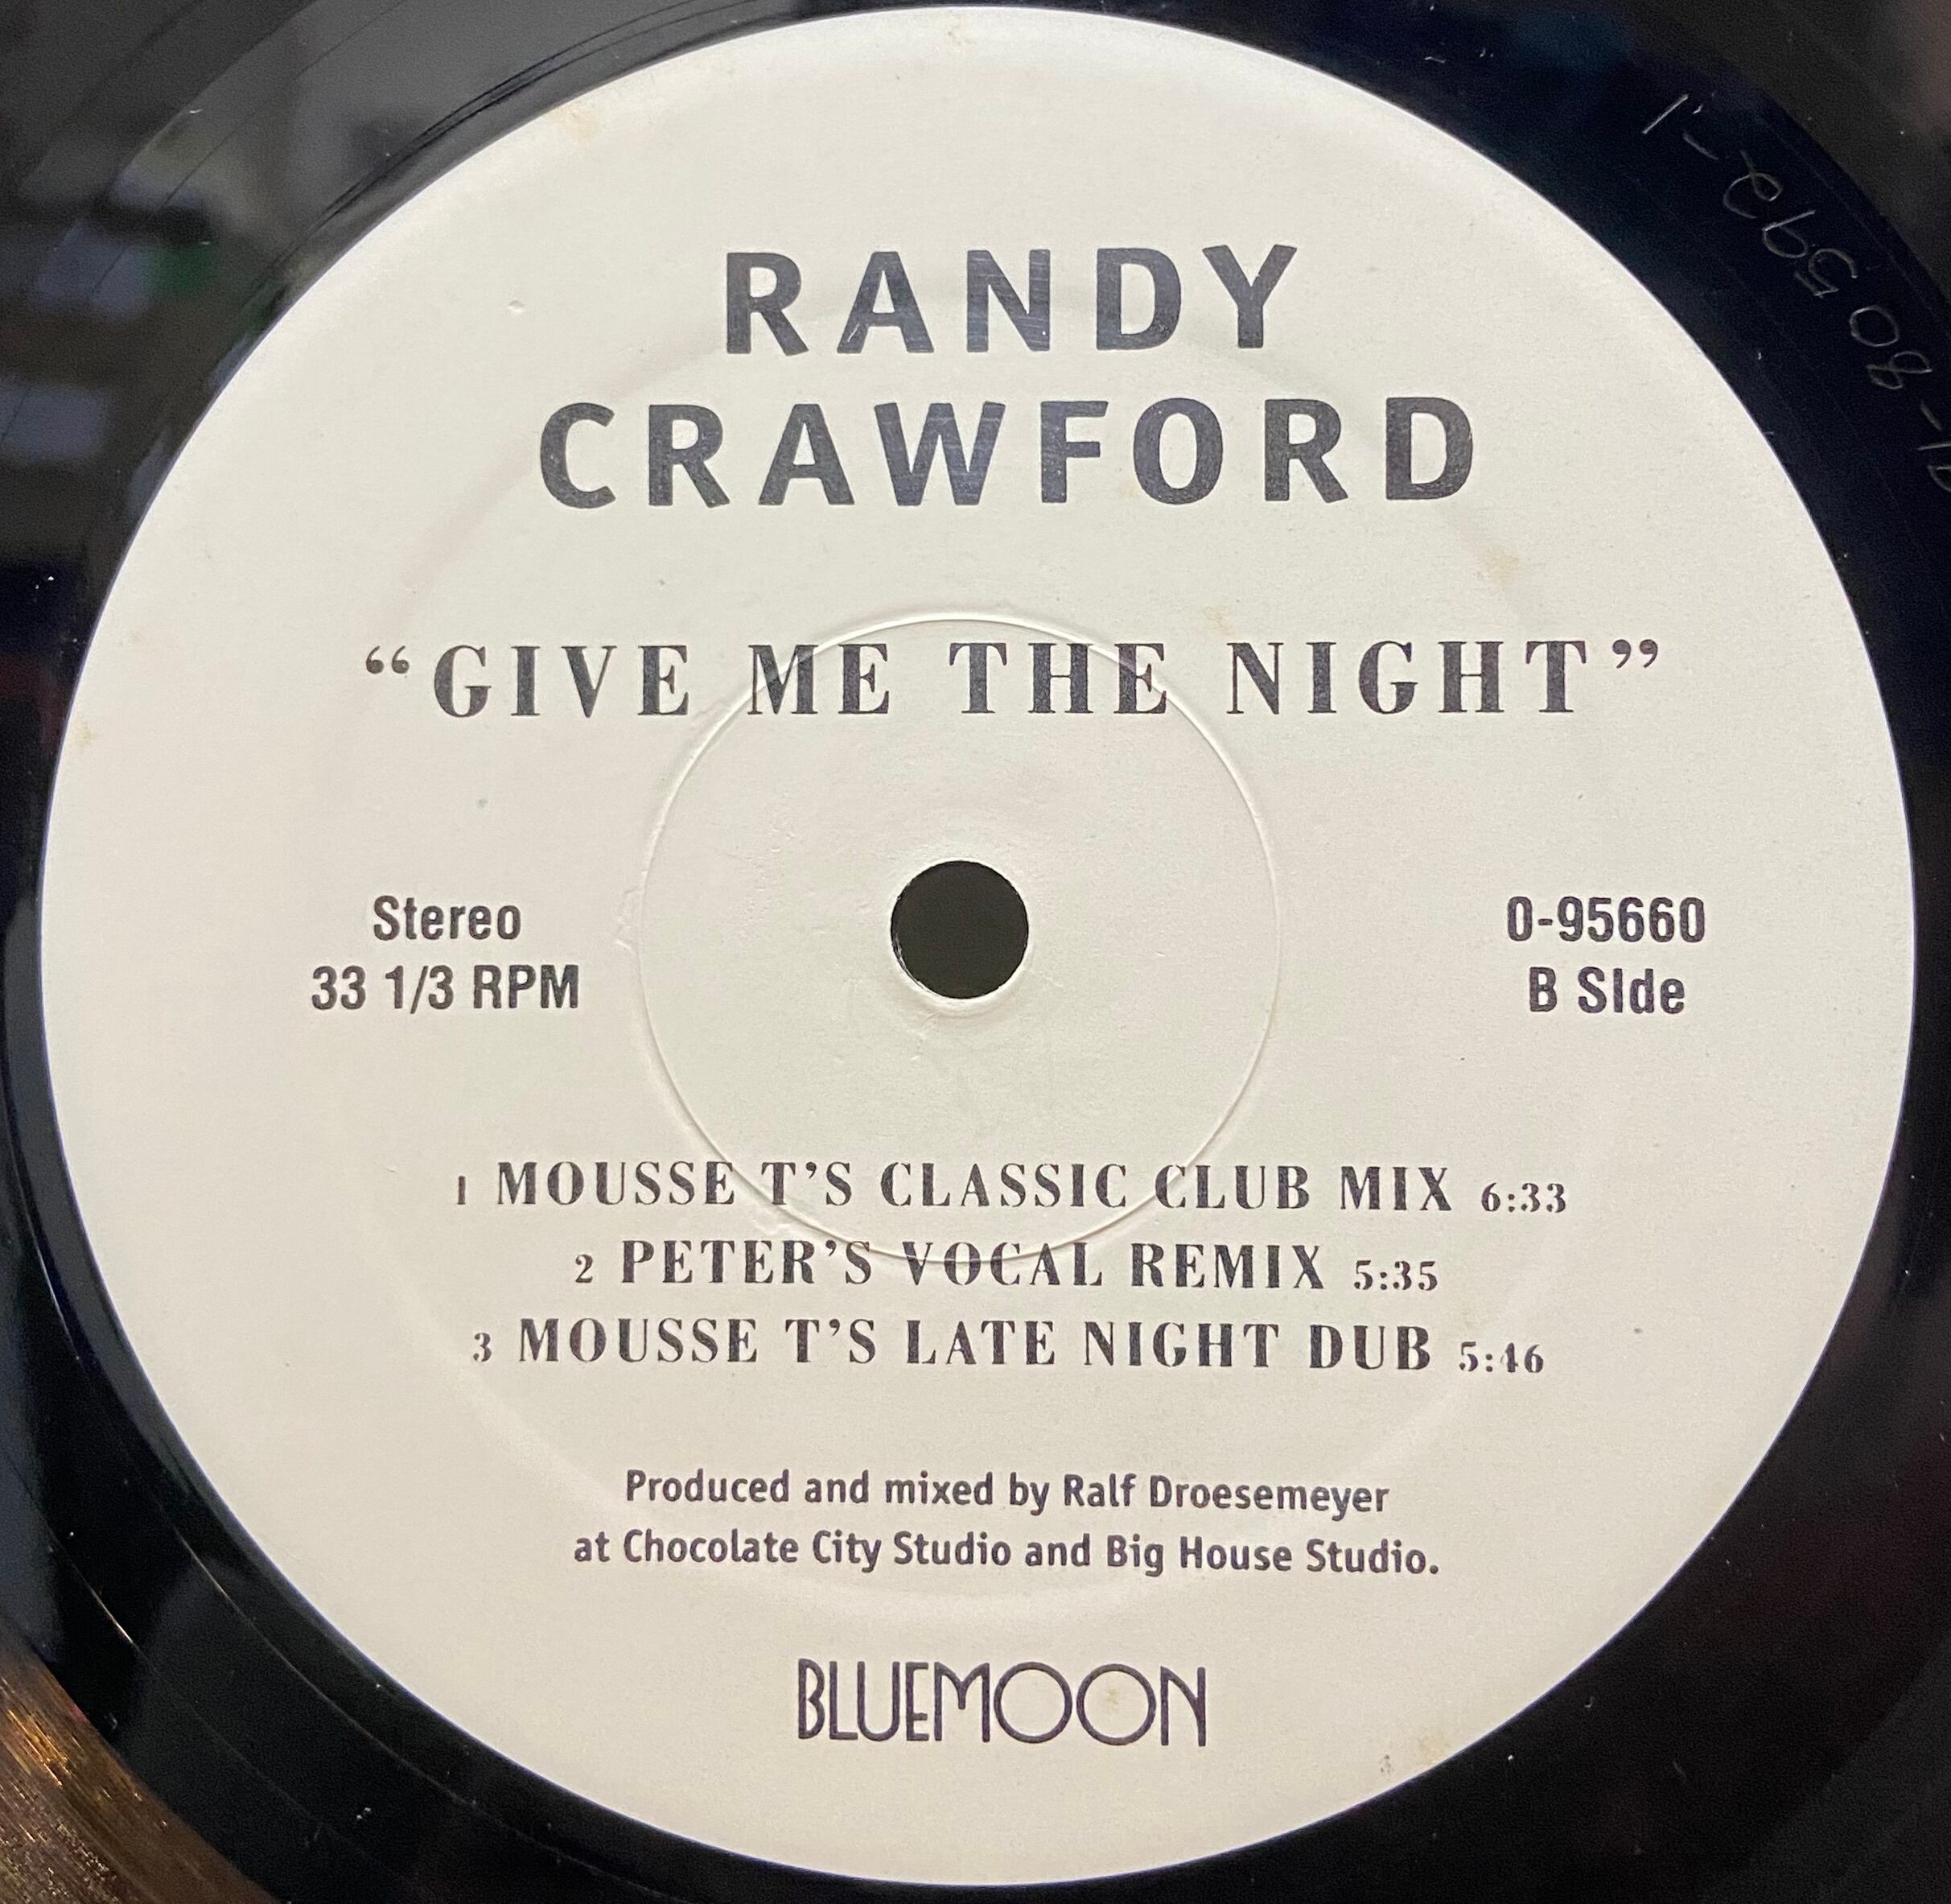 RANDY
CRAWFORD
“GIVE ME THE NIGHT”
Stereo
33 1/3 RPM
0-95660
B SIde
1 MOUSSE T’S CLASSIC CLUB MIX 6:33
2 PETER’S VOCAL REMIX 5:35
3 MOUSSE T’S LATE NIGHT DUB 5:46
Produced and mixed by Ralf Droesemeyer
at Chocolate City Studio and Big House Studio.
BLUEMOON